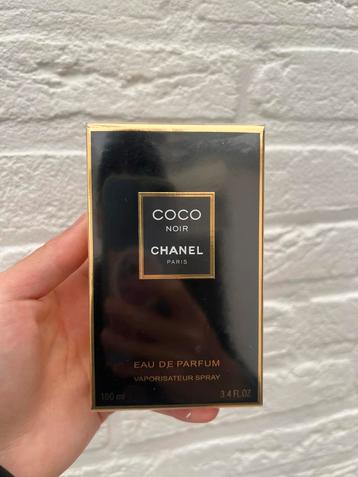 COCO
NOIR
CHANEL
PARIS
EAU DE PARFUM
VAPORISATEUR SPRAY
100 ml 3.4 FL.OZ